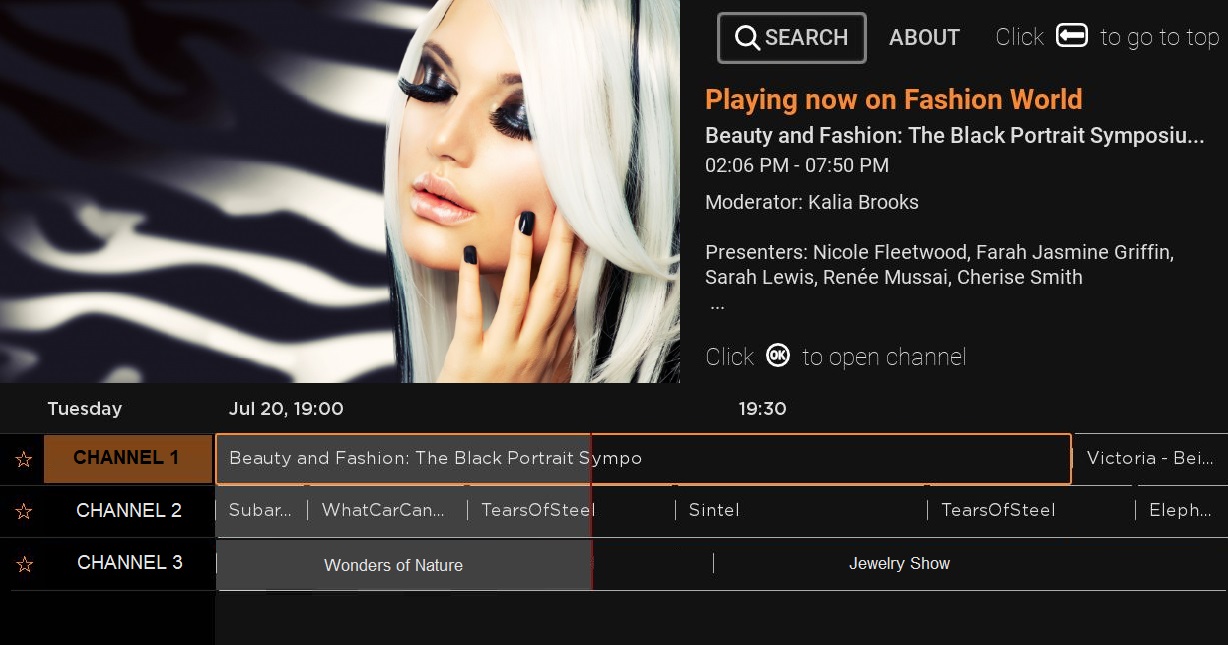 SEARCH
ABOUT
Click to go to top
Playing now on Fashion World
Beauty and Fashion: The Black Portrait Symposiu...
02:06 PM - 07:50 PM
Moderator: Kalia Brooks
Presenters: Nicole Fleetwood, Farah Jasmine Griffin,
Sarah Lewis, Renée Mussai, Cherise Smith
...
Click OK to open channel
Tuesday
Jul 20, 19:00
19:30
CHANNEL 1
Beauty and Fashion: The Black Portrait Sympo
Victoria - Bei...
CHANNEL 2
Subar...
WhatCarCan...
TearsOfSteel
Sintel
TearsOfSteel
Eleph...
CHANNEL 3
Wonders of Nature
Jewelry Show